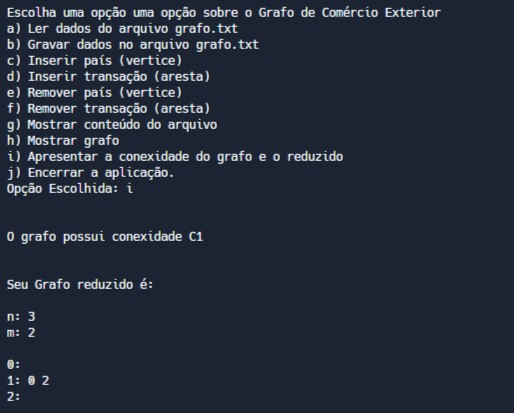 Escolha uma opção uma opção sobre o Grafo de Comércio Exterior
a) Ler dados do arquivo grafo.txt
b) Gravar dados no arquivo grafo.txt
c) Inserir país (vertice)
d) Inserir transação (aresta)
e) Remover país (vertice)
f) Remover transação (aresta)
g) Mostrar conteúdo do arquivo
h) Mostrar grafo
i) Apresentar a conexidade do grafo e o reduzido
j) Encerrar a aplicação.
Opção Escolhida: i
O grafo possui conexidade C1
Seu Grafo reduzido é:
n: 3
m: 2
0:
1: 0 2
2: